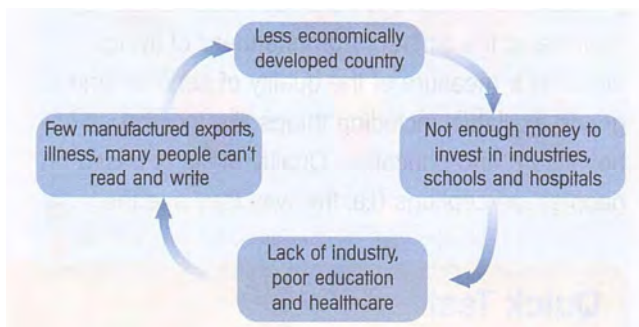 Less economically
developed country
Not enough money to
invest in industries,
schools and hospitals
Lack of industry,
poor education
and healthcare
Few manufactured exports,
illness, many people can't
read and write